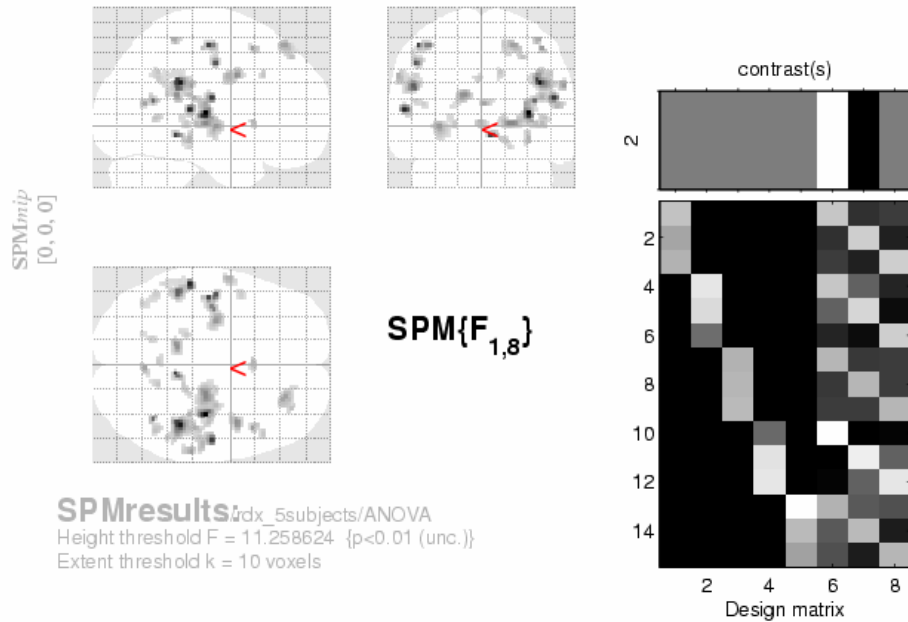 contrast(s)
2
SPMmip
[0, 0, 0]
<
<
<
SPM{F1,8}
2
4
6
8
10
12
14
2 4 6 8
Design matrix
SPMresults: rdx_5subjects/ANOVA
Height threshold F = 11.258624 {p<0.01 (unc.)}
Extent threshold k = 10 voxels